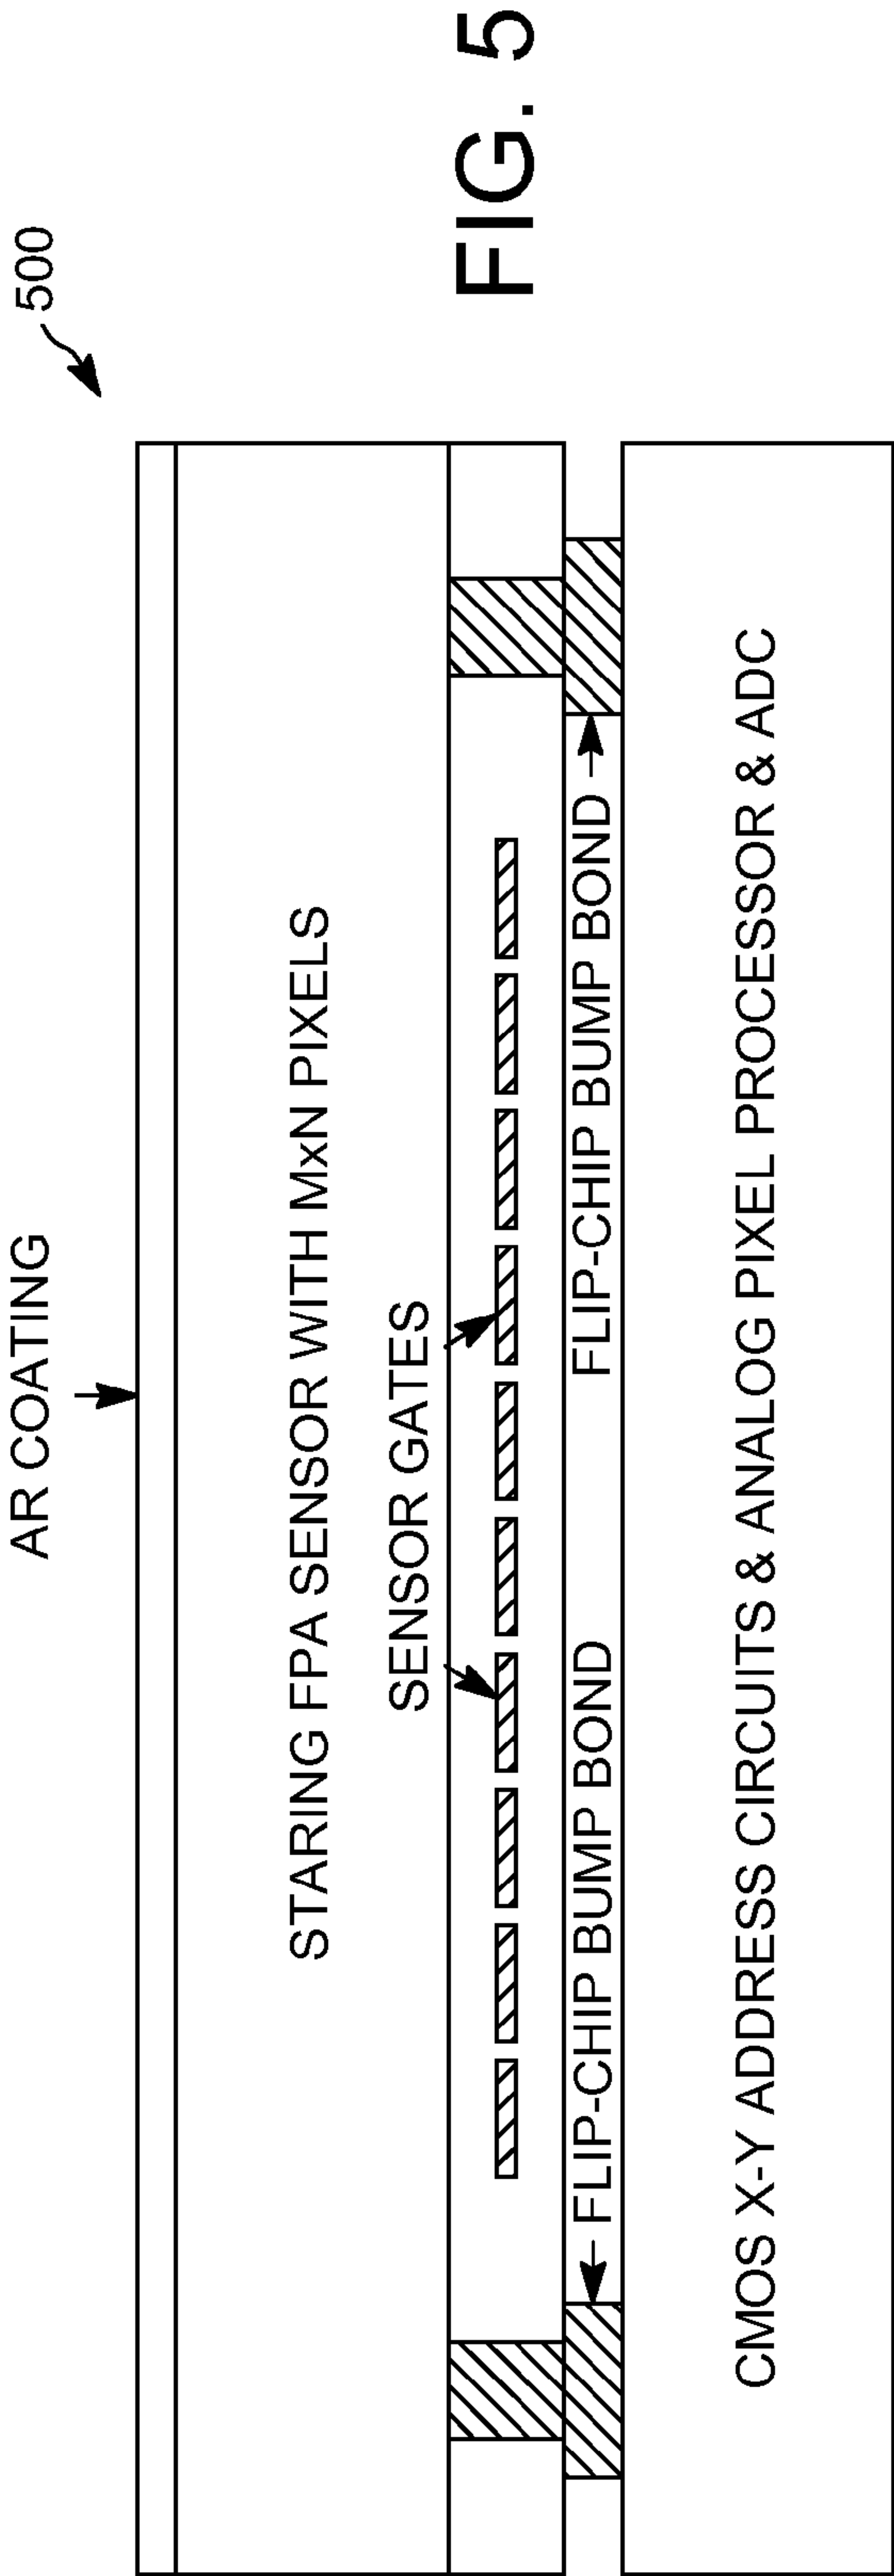 500
AR COATING
STARING FPA SENSOR WITH MxN PIXELS
SENSOR GATES
FLIP-CHIP BUMP BOND
FLIP-CHIP BUMP BOND
CMOS X-Y ADDRESS CIRCUITS & ANALOG PIXEL PROCESSOR & ADC
FIG. 5